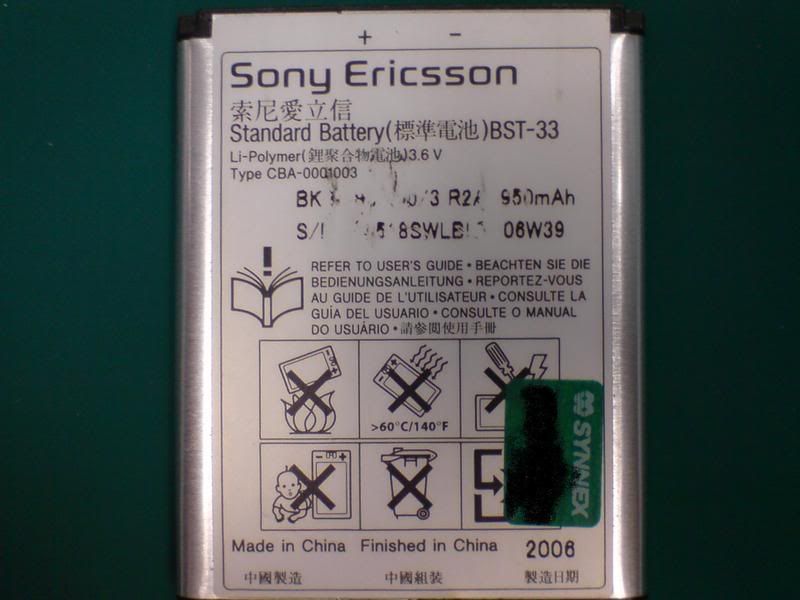 + -
Sony Ericsson
索尼愛立信
Standard Battery(標準電池)BST-33
Li-Polymer(鋰聚合物電池)3.6 V
Type CBA-0001003
BK R2A 950mAh
S/ 518SWLB 06W39
REFER TO USER'S GUIDE • BEACHTEN SIE DIE
BEDIENUNGSANLEITUNG • REPORTEZ-VOUS
AU GUIDE DE L'UTILISATEUR • CONSULTE LA
GUÍA DEL USUARIO • CONSULTE O MANUAL
DO USUÁRIO • 請參閱使用手冊
>60°C/140°F
SYNNEX
Made in China Finished in China 2006
中國製造 中國組裝 製造日期